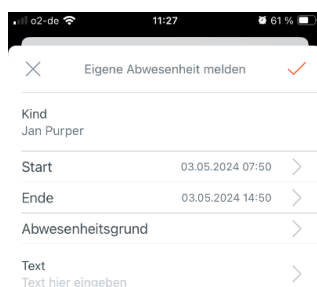 o2-de 11:27 61 %
Eigene Abwesenheit melden
Kind
Jan Purper
Start 03.05.2024 07:50
Ende 03.05.2024 14:50
Abwesenheitsgrund
Text
Text hier eingeben